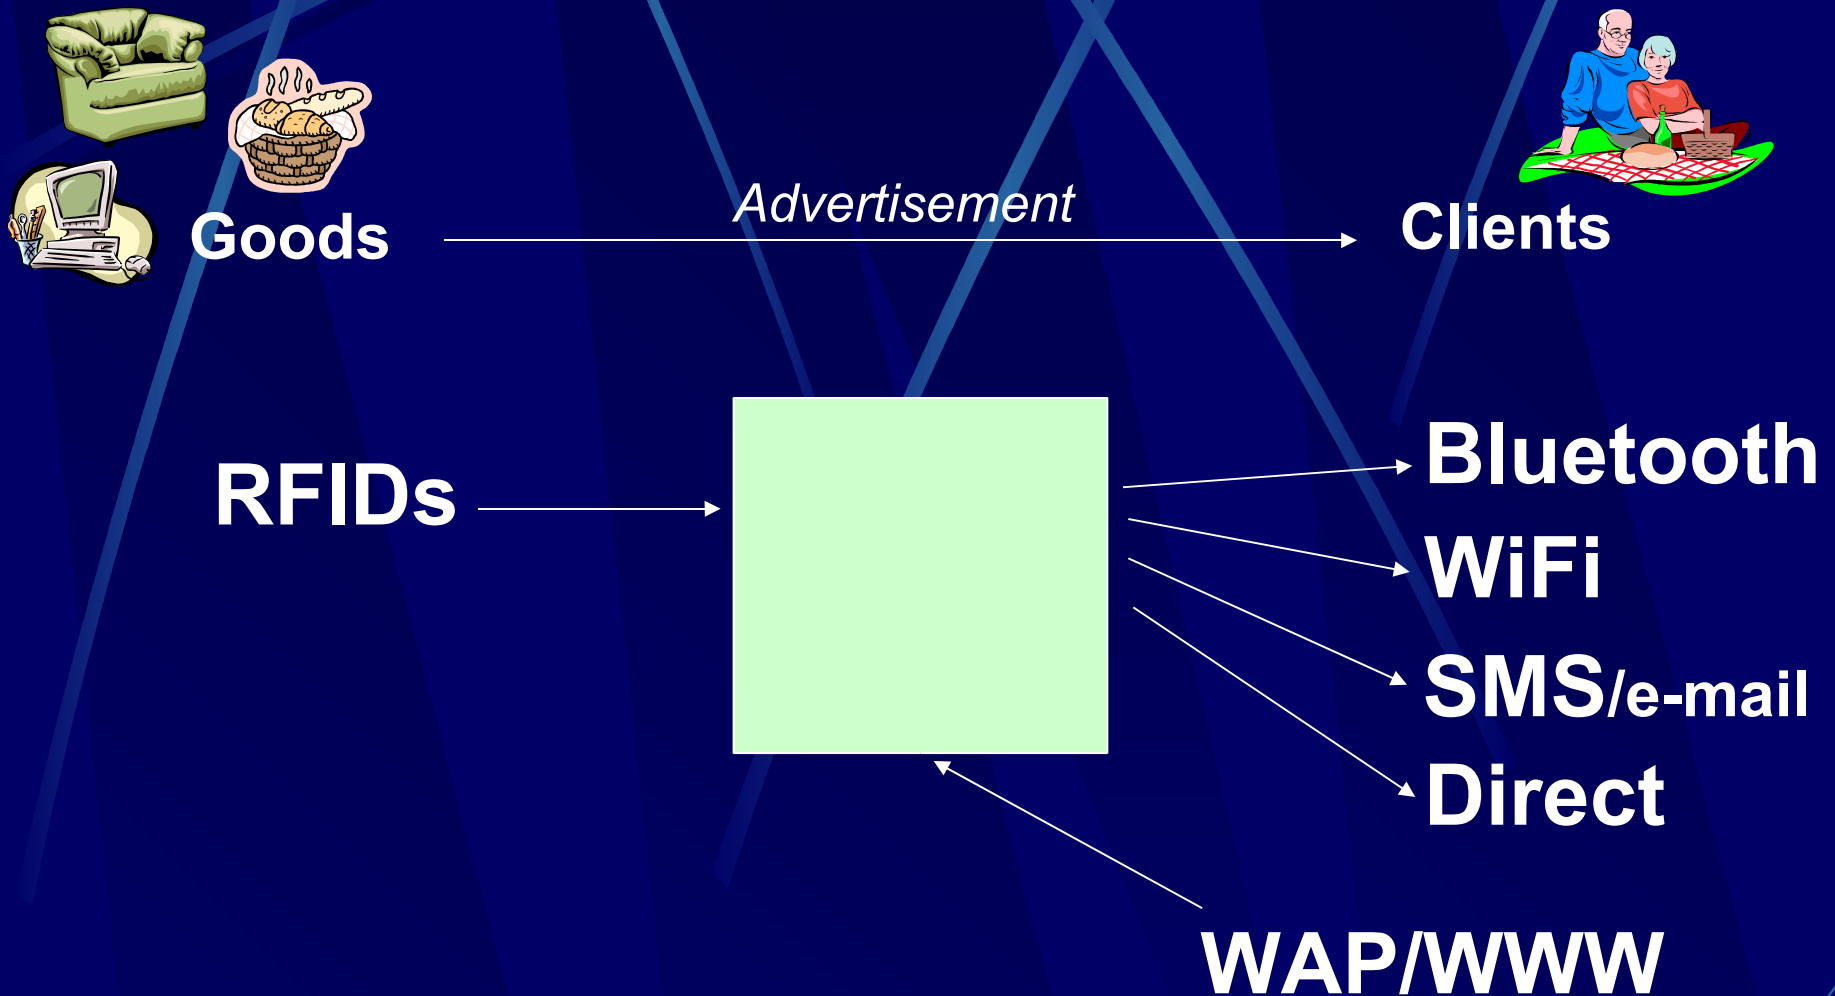 Advertisement
Goods
Clients
RFIDs
Bluetooth
WiFi
SMS/e-mail
Direct
WAP/WWW